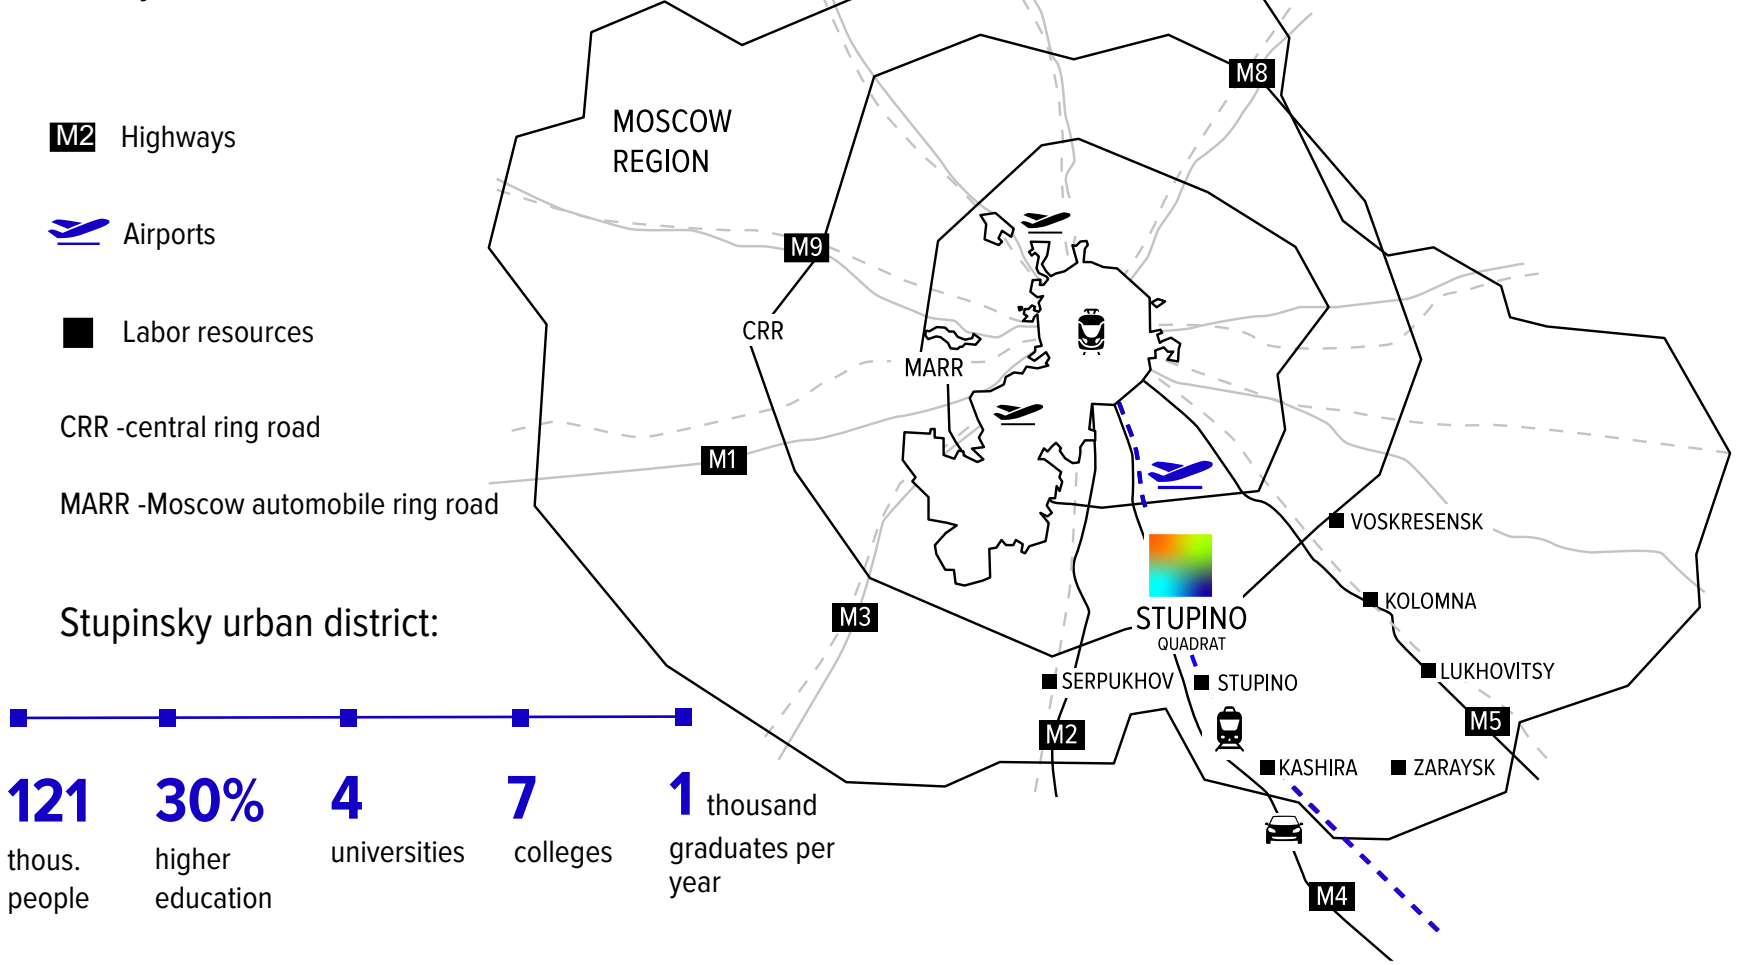 M2 Highways
Airports
Labor resources
CRR -central ring road
MARR -Moscow automobile ring road
Stupinsky urban district:
121
thous.
people
30%
higher
education
4
universities
7
colleges
1 thousand
graduates per
year
MOSCOW
REGION
M8
M9
CRR
MARR
M1
M3
VOSKRESENSK
KOLOMNA
STUPINO
QUADRAT
SERPUKHOV
STUPINO
LUKHOVITSY
M2
M5
KASHIRA
ZARAYSK
M4